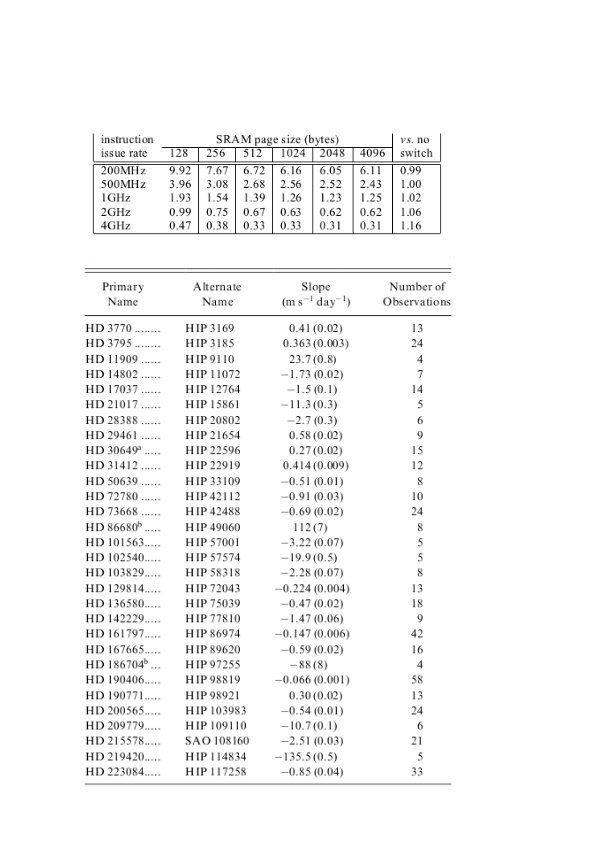 instruction SRAM page size (bytes) vs. no
issue rate 128 256 512 1024 2048 4096 switch
200MHz 9.92 7.67 6.72 6.16 6.05 6.11 0.99
500MHz 3.96 3.08 2.68 2.56 2.52 2.43 1.00
1GHz 1.93 1.54 1.39 1.26 1.23 1.25 1.02
2GHz 0.99 0.75 0.67 0.63 0.62 0.62 1.06
4GHz 0.47 0.38 0.33 0.33 0.31 0.31 1.16
Primary Alternate Slope Number of
Name Name (m s⁻¹ day⁻¹) Observations
HD 3770 ........ HIP 3169 0.41 (0.02) 13
HD 3795 ........ HIP 3185 0.363 (0.003) 24
HD 11909 ...... HIP 9110 23.7 (0.8) 4
HD 14802 ...... HIP 11072 −1.73 (0.02) 7
HD 17037 ...... HIP 12764 −1.5 (0.1) 14
HD 21017 ...... HIP 15861 −11.3 (0.3) 5
HD 28388 ...... HIP 20802 −2.7 (0.3) 6
HD 29461 ...... HIP 21654 0.58 (0.02) 9
HD 30649ᵃ ..... HIP 22596 0.27 (0.02) 15
HD 31412 ...... HIP 22919 0.414 (0.009) 12
HD 50639 ...... HIP 33109 −0.51 (0.01) 8
HD 72780 ...... HIP 42112 −0.91 (0.03) 10
HD 73668 ...... HIP 42488 −0.69 (0.02) 24
HD 86680ᵇ ..... HIP 49060 112 (7) 8
HD 101563..... HIP 57001 −3.22 (0.07) 5
HD 102540..... HIP 57574 −19.9 (0.5) 5
HD 103829..... HIP 58318 −2.28 (0.07) 8
HD 129814..... HIP 72043 −0.224 (0.004) 13
HD 136580..... HIP 75039 −0.47 (0.02) 18
HD 142229..... HIP 77810 −1.47 (0.06) 9
HD 161797..... HIP 86974 −0.147 (0.006) 42
HD 167665..... HIP 89620 −0.59 (0.02) 16
HD 186704ᵇ ... HIP 97255 −88 (8) 4
HD 190406..... HIP 98819 −0.066 (0.001) 58
HD 190771..... HIP 98921 0.30 (0.02) 13
HD 200565..... HIP 103983 −0.54 (0.01) 24
HD 209779..... HIP 109110 −10.7 (0.1) 6
HD 215578..... SAO 108160 −2.51 (0.03) 21
HD 219420..... HIP 114834 −135.5 (0.5) 5
HD 223084..... HIP 117258 −0.85 (0.04) 33